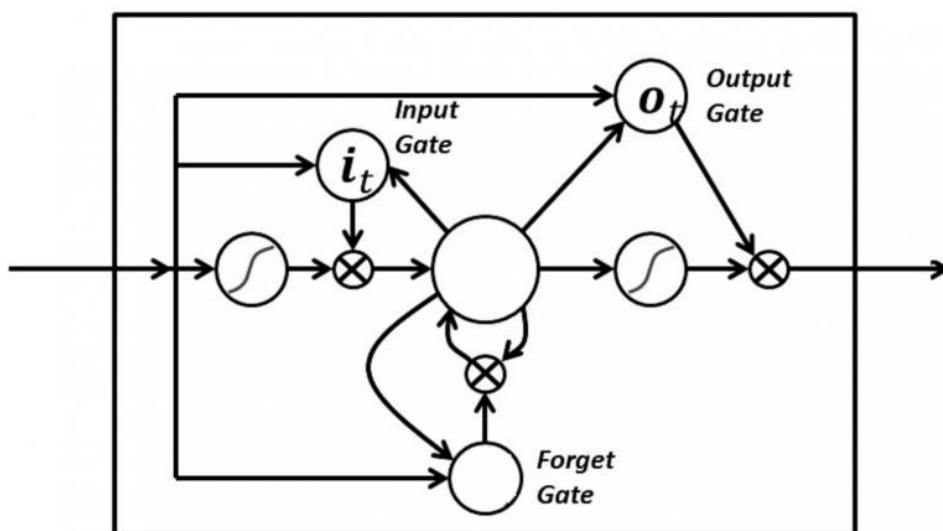 Output
Gate
o_t
Input
Gate
i_t
Forget
Gate